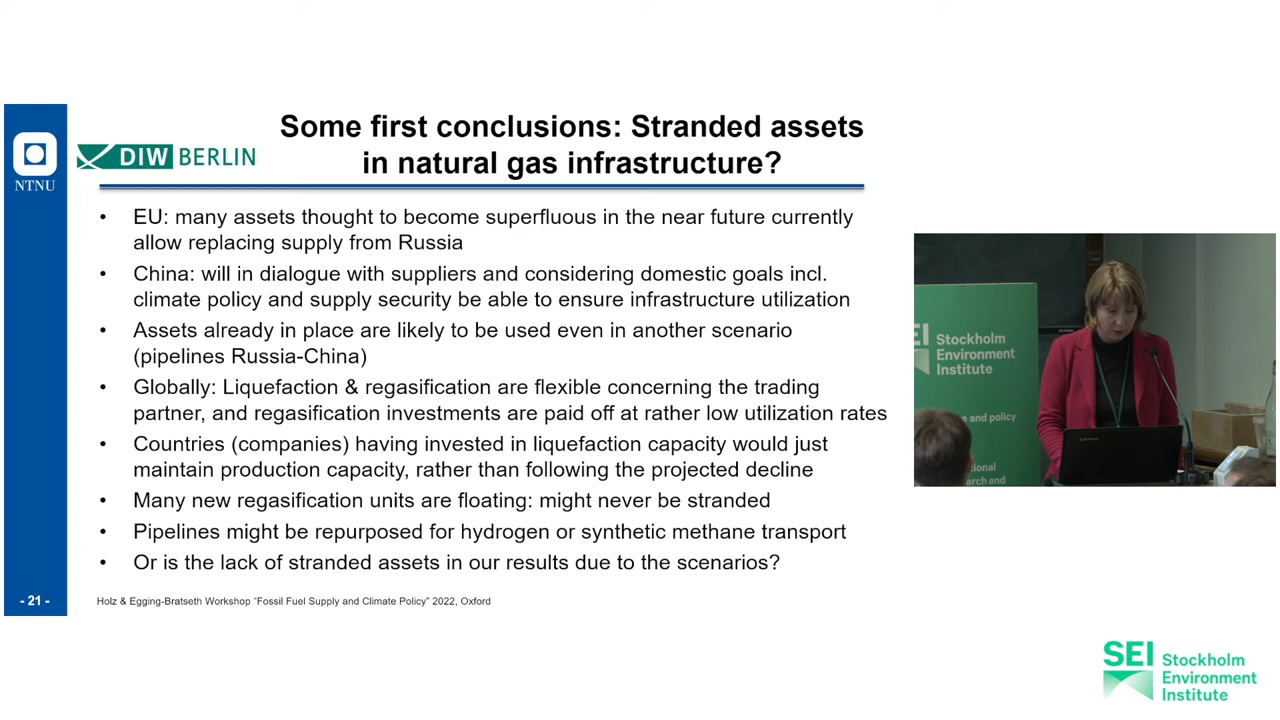 Some first conclusions: Stranded assets
in natural gas infrastructure?
NTNU
DIW BERLIN
• EU: many assets thought to become superfluous in the near future currently
allow replacing supply from Russia
• China: will in dialogue with suppliers and considering domestic goals incl.
climate policy and supply security be able to ensure infrastructure utilization
• Assets already in place are likely to be used even in another scenario
(pipelines Russia-China)
• Globally: Liquefaction & regasification are flexible concerning the trading
partner, and regasification investments are paid off at rather low utilization rates
• Countries (companies) having invested in liquefaction capacity would just
maintain production capacity, rather than following the projected decline
• Many new regasification units are floating: might never be stranded
• Pipelines might be repurposed for hydrogen or synthetic methane transport
• Or is the lack of stranded assets in our results due to the scenarios?
- 21 -
Holz & Egging-Bratseth Workshop "Fossil Fuel Supply and Climate Policy" 2022, Oxford
EI Stockholm
Environment
Institute
and policy
Lenovo
SEI Stockholm
Environment
Institute